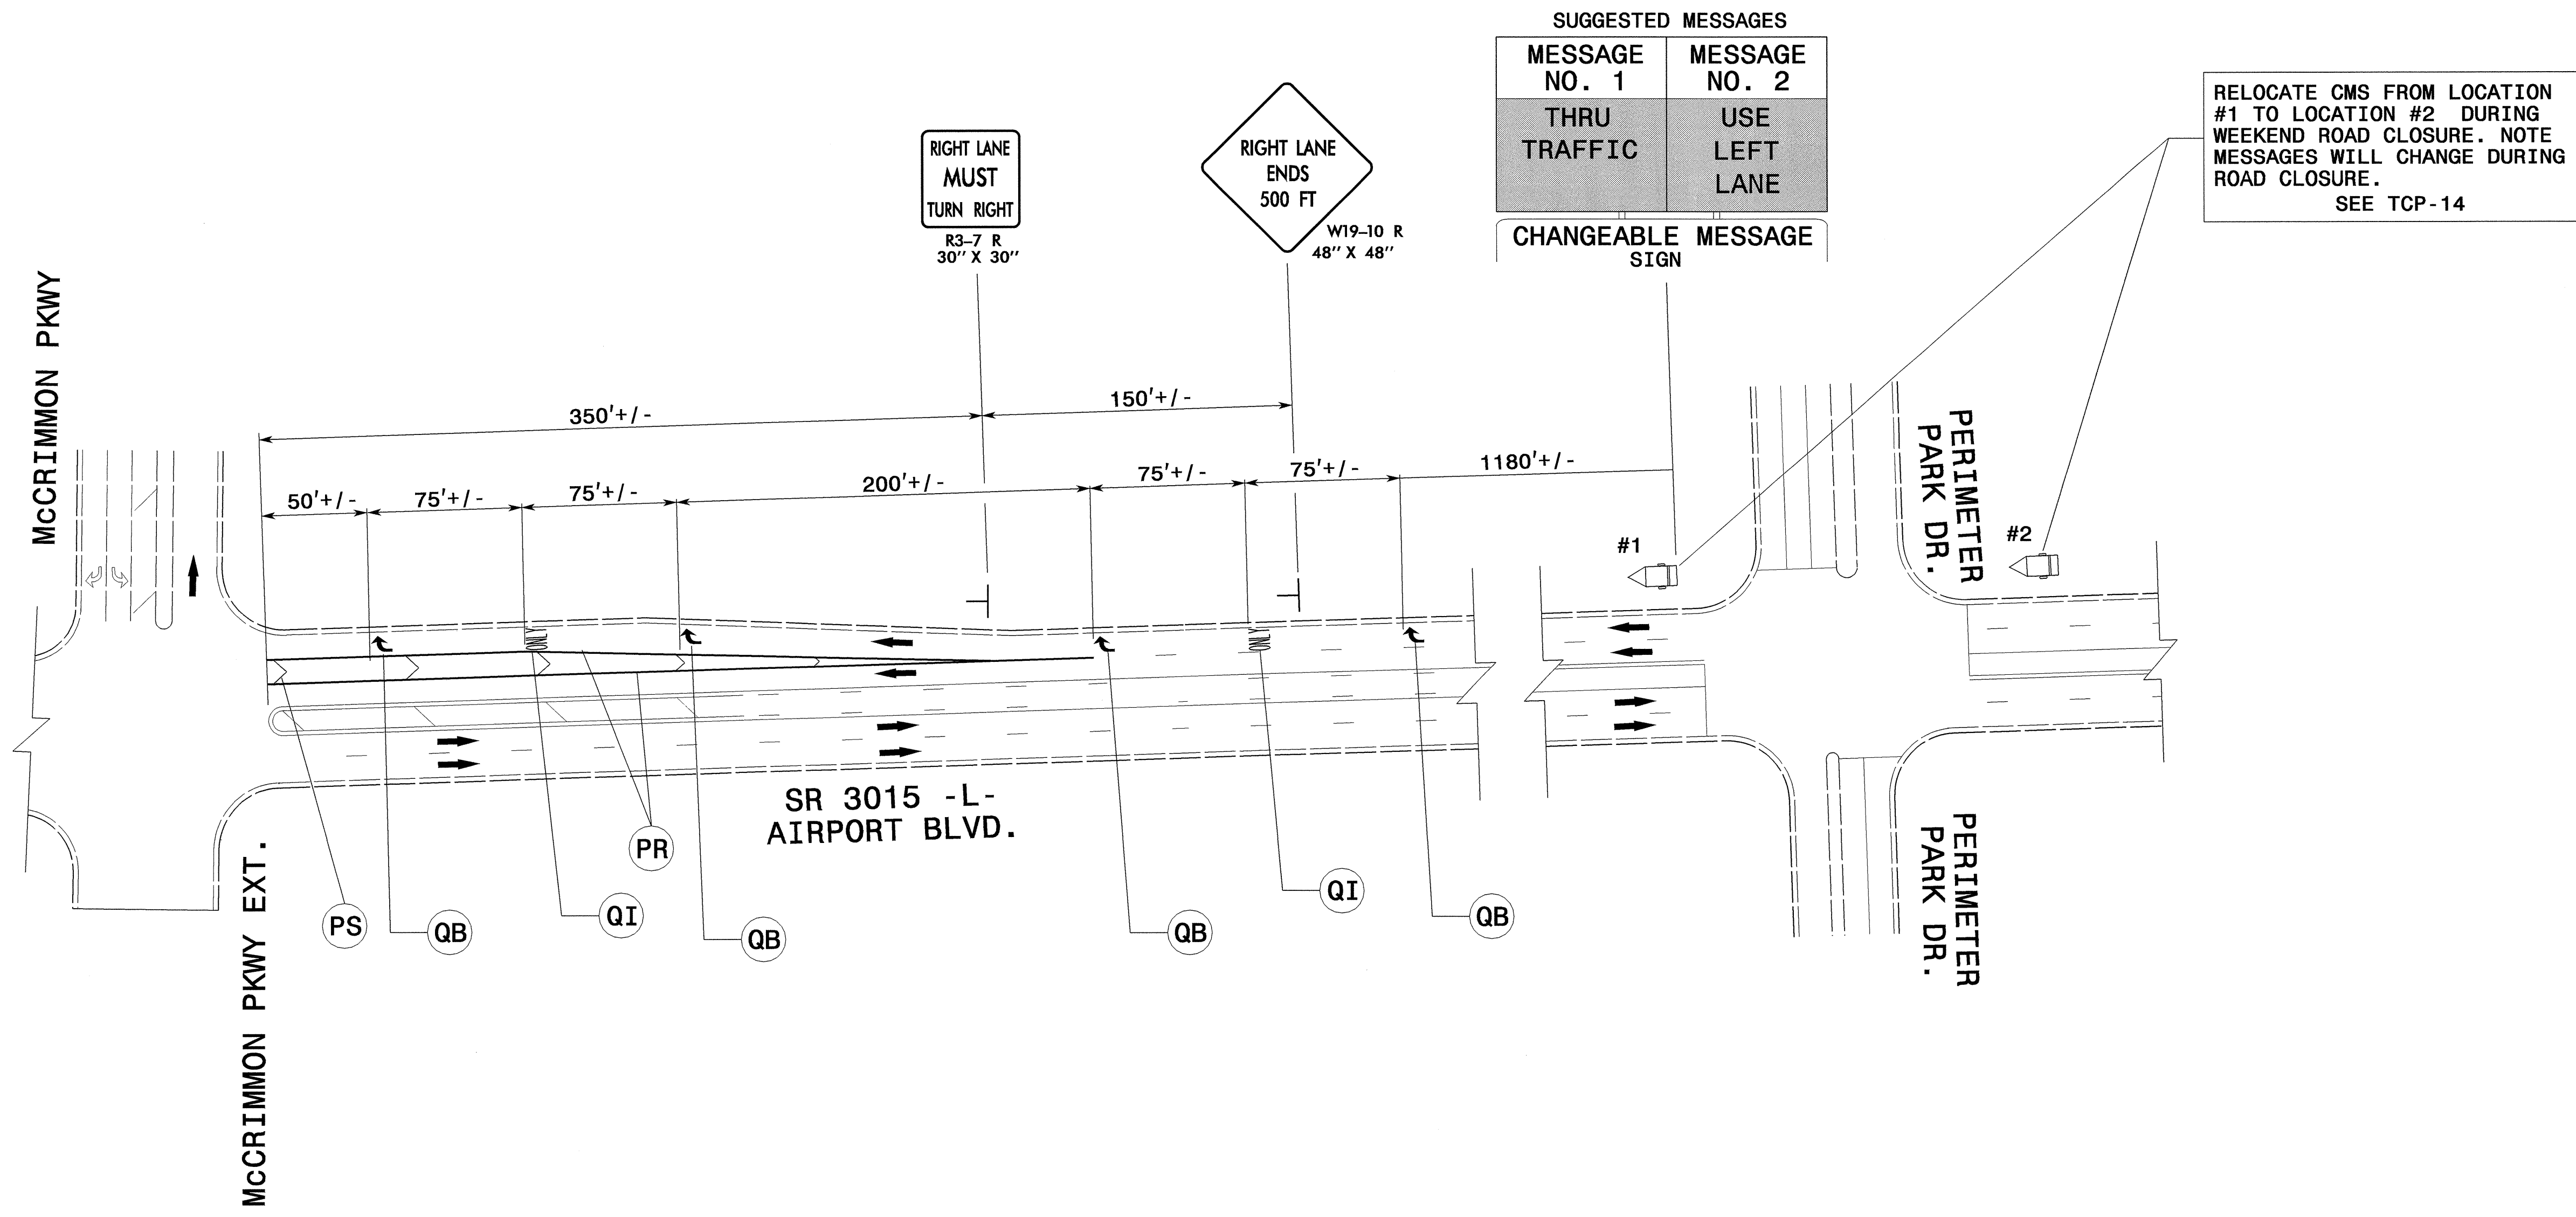 SUGGESTED MESSAGES
MESSAGE
NO. 1
MESSAGE
NO. 2
THRU
TRAFFIC
USE
LEFT
LANE
CHANGEABLE MESSAGE
SIGN
RELOCATE CMS FROM LOCATION
#1 TO LOCATION #2 DURING
WEEKEND ROAD CLOSURE. NOTE
MESSAGES WILL CHANGE DURING
ROAD CLOSURE.
SEE TCP-14
RIGHT LANE
MUST
TURN RIGHT
R3-7 R
30" X 30"
RIGHT LANE
ENDS
500 FT
W19-10 R
48" X 48"
McCRIMMON PKWY
350'+/-
150'+/-
50'+/-
75'+/-
75'+/-
200'+/-
75'+/-
75'+/-
1180'+/-
#1
#2
PERIMETER
PARK DR.
ONLY
ONLY
SR 3015 -L-
AIRPORT BLVD.
PS
QB
QI
PR
QB
QB
QI
QB
McCRIMMON PKWY EXT.
PERIMETER
PARK DR.